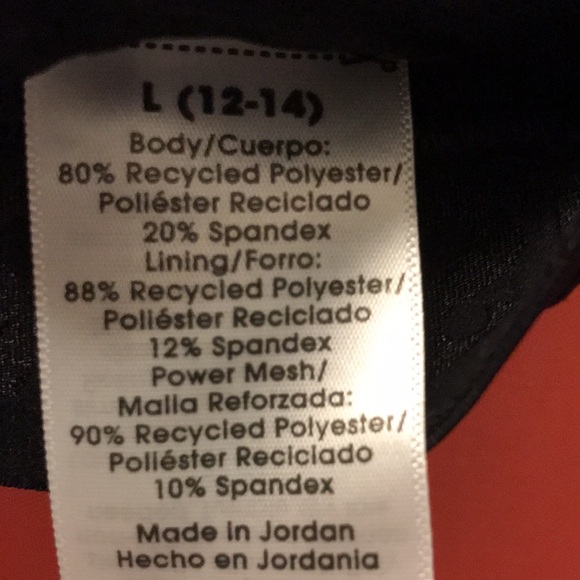 L (12-14)
Body/Cuerpo:
80% Recycled Polyester/
Poliéster Reciclado
20% Spandex
Lining/Forro:
88% Recycled Polyester/
Poliéster Reciclado
12% Spandex
Power Mesh/
Malla Reforzada:
90% Recycled Polyester/
Poliéster Reciclado
10% Spandex
Made in Jordan
Hecho en Jordania